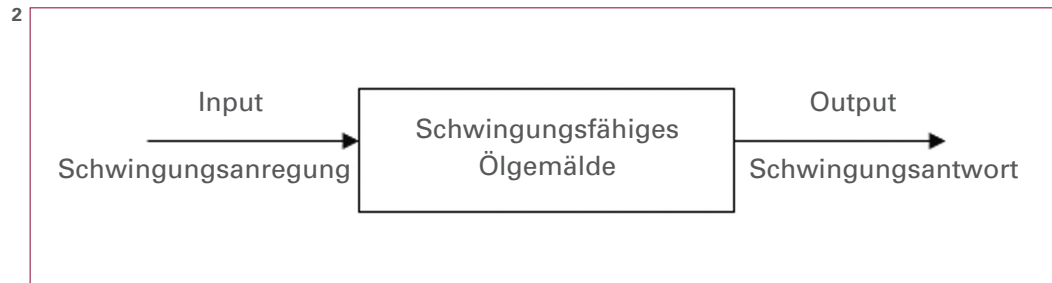 2
Input
Schwingungsanregung
Schwingungsfähiges
Ölgemälde
Output
Schwingungsantwort